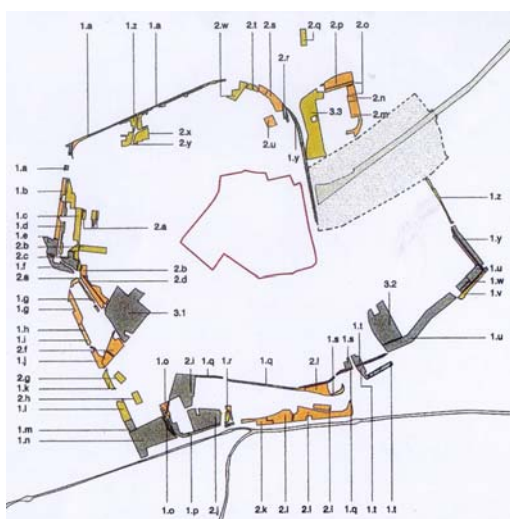 1.a 1.z 1.a 2.w 2.t 2.s 2.q 2.p 2.o
2.r
2.n
3.3
2.m
2.x
2.y
2.u
1.y
1.a
1.b
1.z
1.c
1.d
2.a
1.e
2.b
1.y
2.c
1.f
2.b
1.u
2.a
2.d
1.w
1.v
1.g
1.g
3.1
3.2
1.h
1.i
1.t
1.u
2.f
1.j
1.o 2.i 1.q 1.r 1.q 2.l 1.s 1.s
2.g
1.k
2.h
1.l
1.m
1.n
1.o 1.p 2.j 2.k 2.l 2.l 2.l 1.q 1.t 1.t